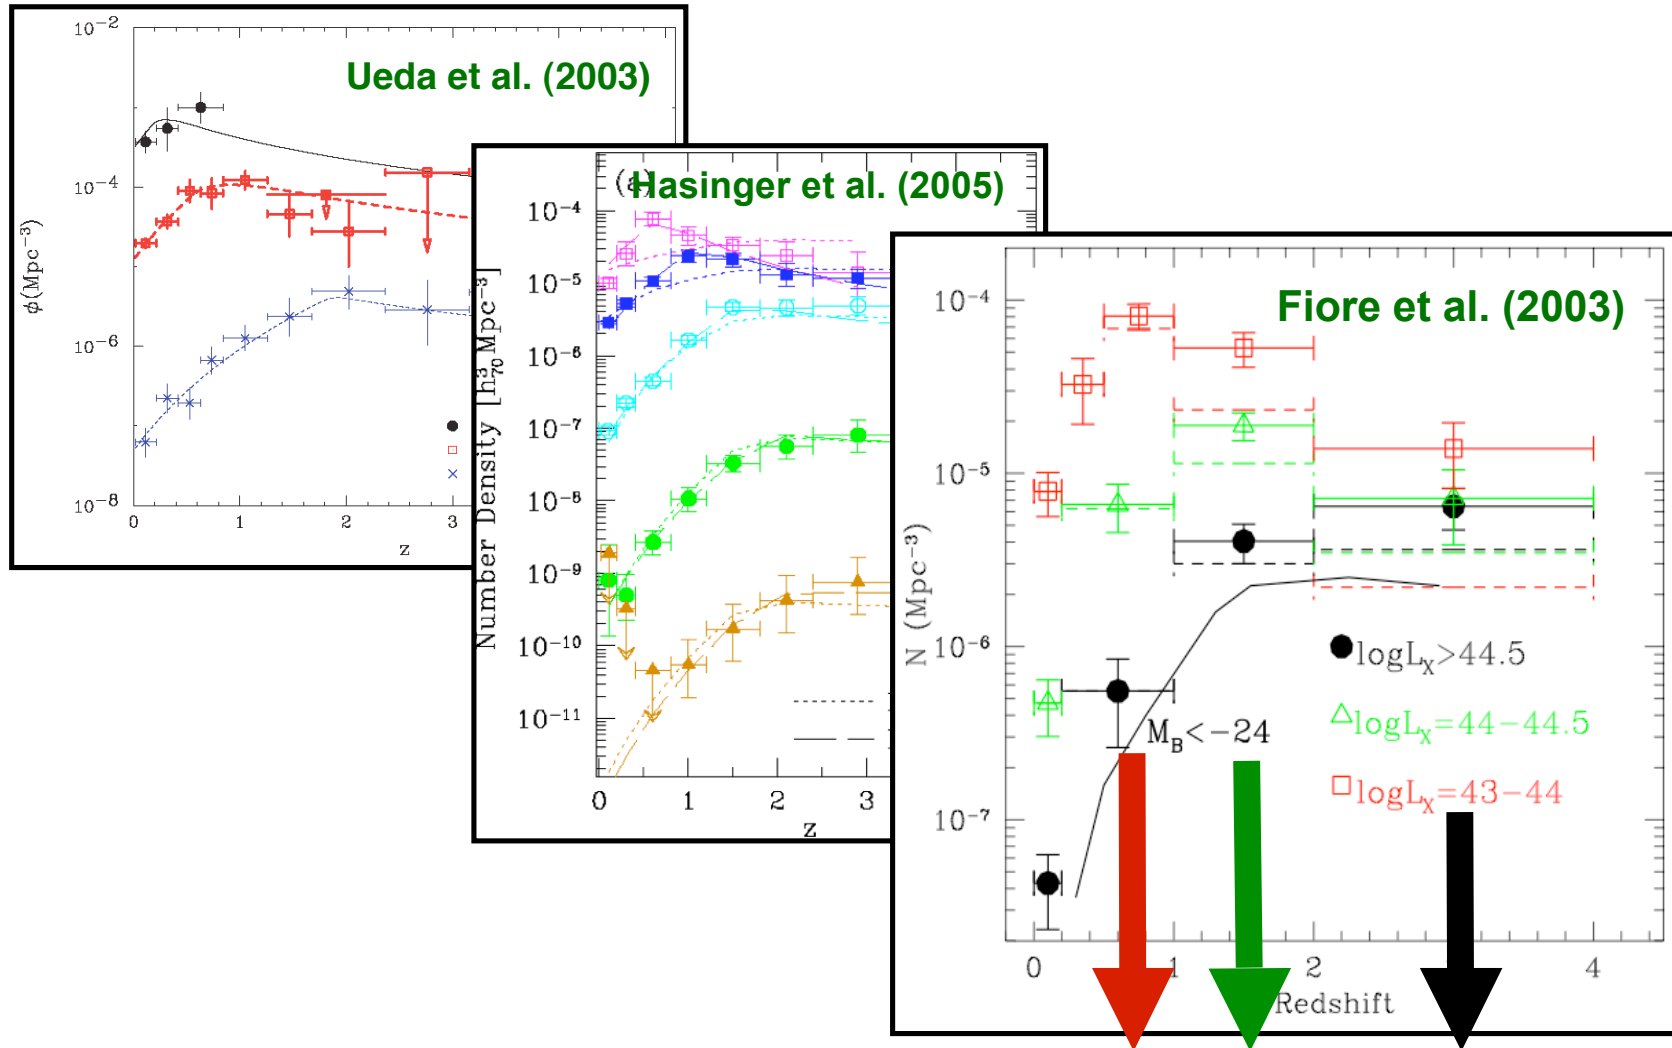 Ueda et al. (2003)
10⁻²
10⁻⁴
10⁻⁶
10⁻⁸
ϕ(Mpc⁻³)
0 1 2 3
z
(a)
Hasinger et al. (2005)
10⁻⁴
10⁻⁵
10⁻⁶
10⁻⁷
10⁻⁸
10⁻⁹
10⁻¹⁰
10⁻¹¹
Number Density [h³₇₀ Mpc⁻³]
0 1 2 3
z
Fiore et al. (2003)
10⁻⁴
10⁻⁵
10⁻⁶
10⁻⁷
N (Mpc⁻³)
logLₓ>44.5
logLₓ=44-44.5
M_B<-24
logLₓ=43-44
0 1 2 4
Redshift